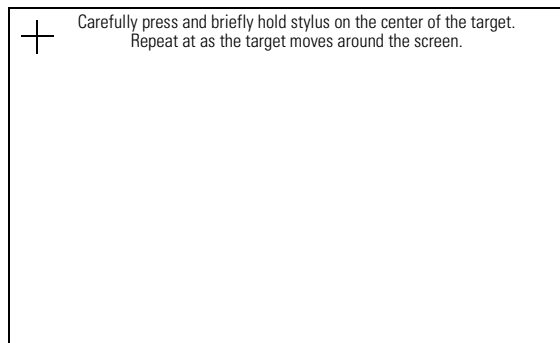 Carefully press and briefly hold stylus on the center of the target.
Repeat at as the target moves around the screen.